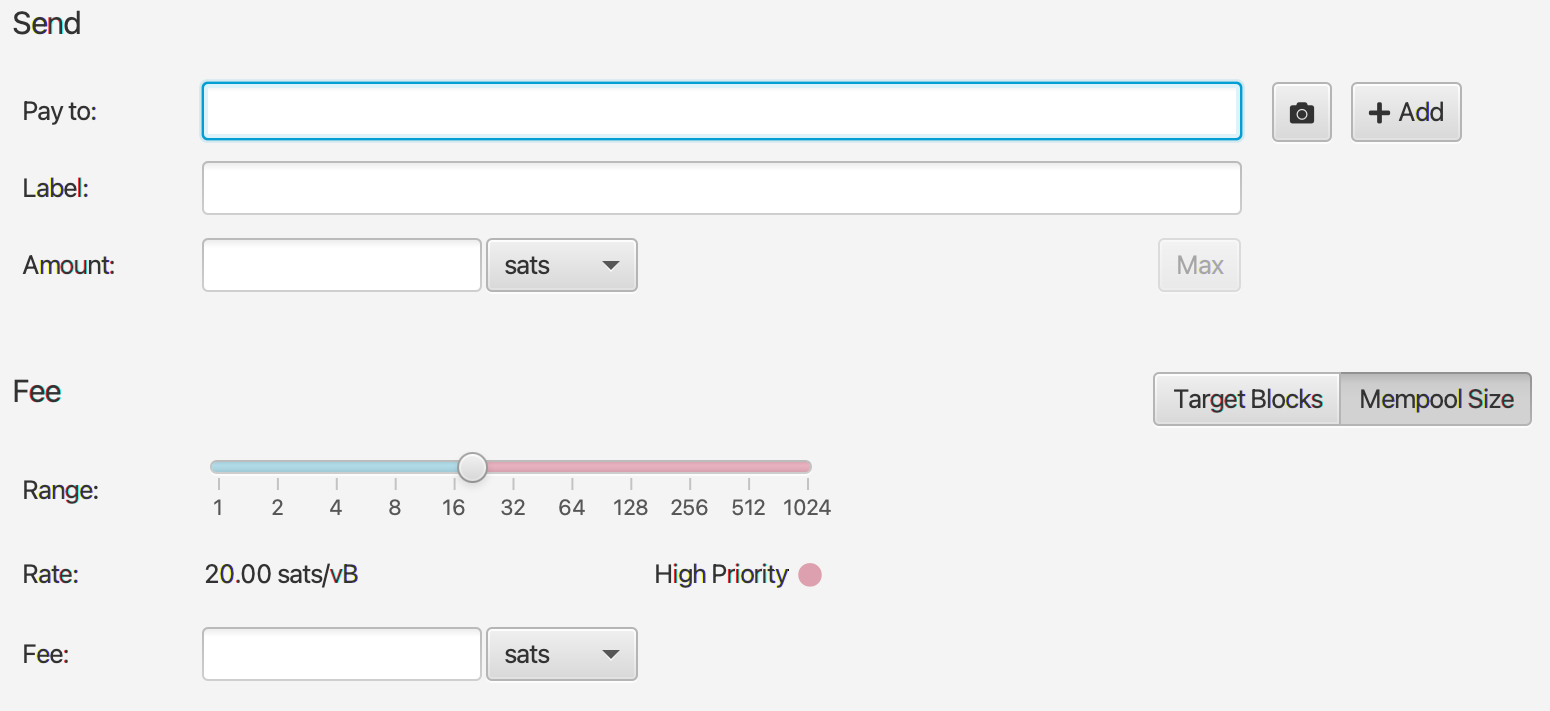 Send
Pay to:
Add
Label:
Amount:
sats
Max
Fee
Target Blocks
Mempool Size
Range:
1 2 4 8 16 32 64 128 256 512 1024
Rate:
20.00 sats/vB
High Priority
Fee:
sats